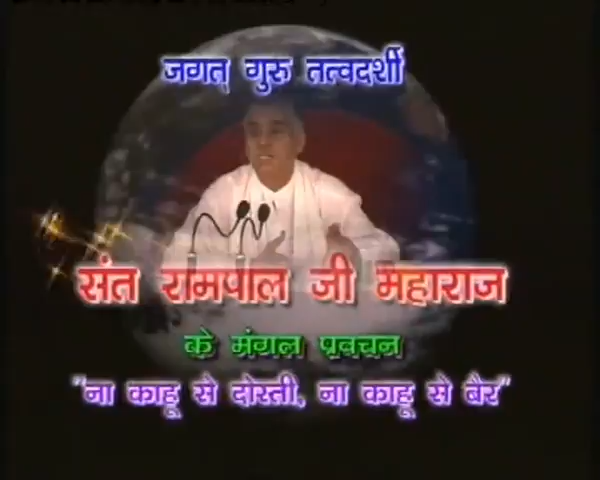 जगत् गुरु तत्वदर्शी
संत रामपाल जी महाराज
के मंगल प्रवचन
"ना काहू से दोस्ती, ना काहू से बैर"